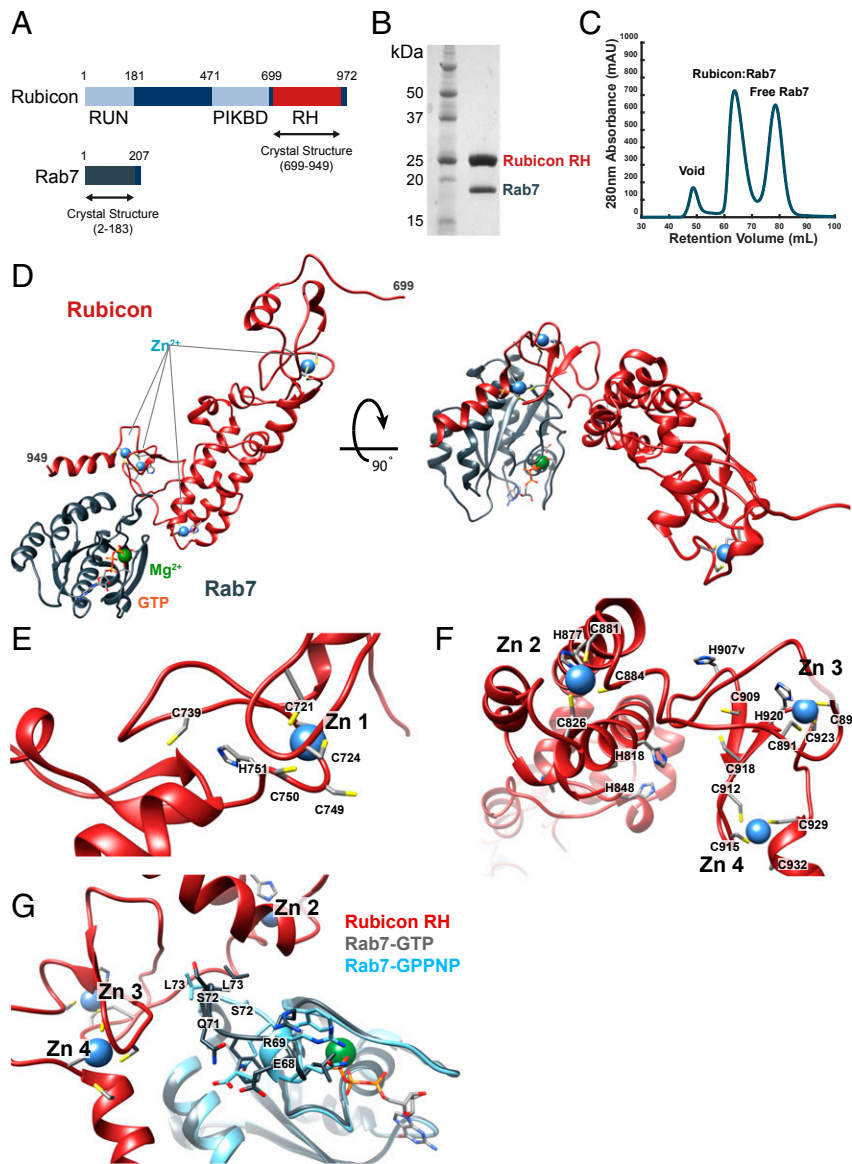 A
1 181 471 699 972
Rubicon
RUN PIKBD RH
Crystal Structure
(699-949)
1 207
Rab7
Crystal Structure
(2-183)
B
kDa
50
37
25 Rubicon RH
20
Rab7
15
C
1000
900
800
700
600
500
400
300
200
100
0
280nm Absorbance (mAU)
Rubicon:Rab7
Free Rab7
Void
30 40 50 60 70 80 90 100
Retention Volume (mL)
D
699
Rubicon
Zn2+
949
Mg2+
Rab7
GTP
90°
E
C721
C739
Zn 1
C724
H751
C750
C749
F
C881
H877
Zn 2
H907v
Zn 3
C884
C909
H920
C89
C826
C891
C923
H818
C918
H848
C912
C929
C915
Zn 4
C932
G
Zn 2
Rubicon RH
Rab7-GTP
Rab7-GPPNP
L73 L73
Zn 3
S72
S72
Q71
Zn 4
R69
E68